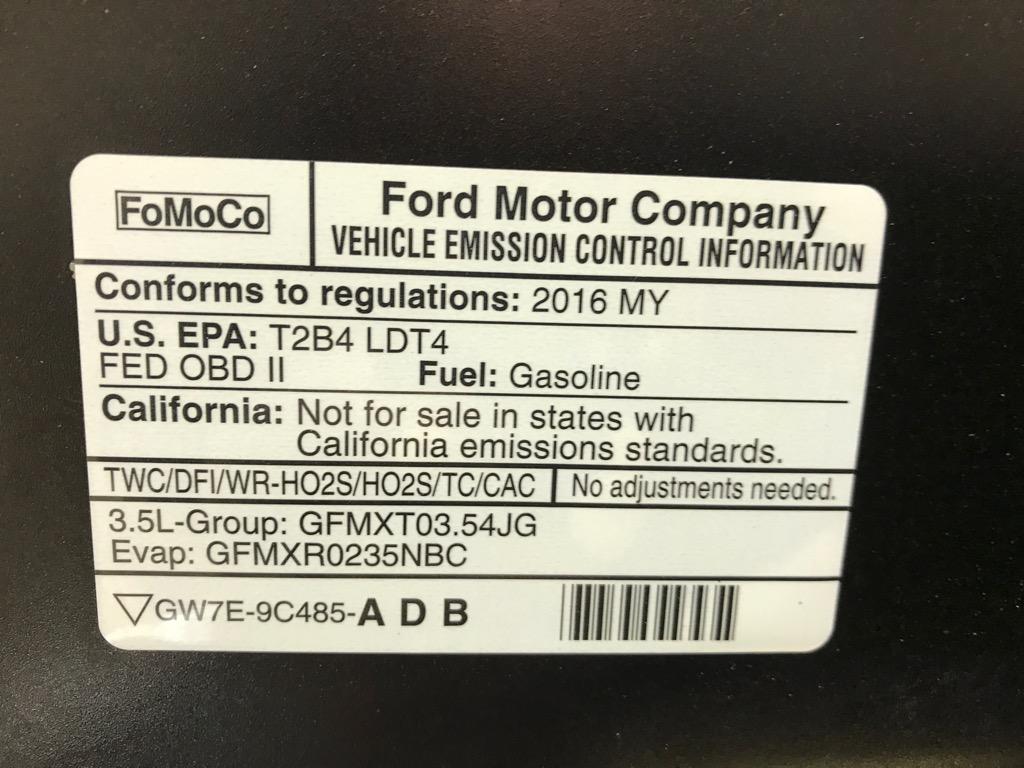 FoMoCo
Ford Motor Company
VEHICLE EMISSION CONTROL INFORMATION
Conforms to regulations: 2016 MY
U.S. EPA: T2B4 LDT4
FED OBD II Fuel: Gasoline
California: Not for sale in states with
California emissions standards.
TWC/DFI/WR-HO2S/HO2S/TC/CAC No adjustments needed.
3.5L-Group: GFMXT03.54JG
Evap: GFMXR0235NBC
▽GW7E-9C485-A D B